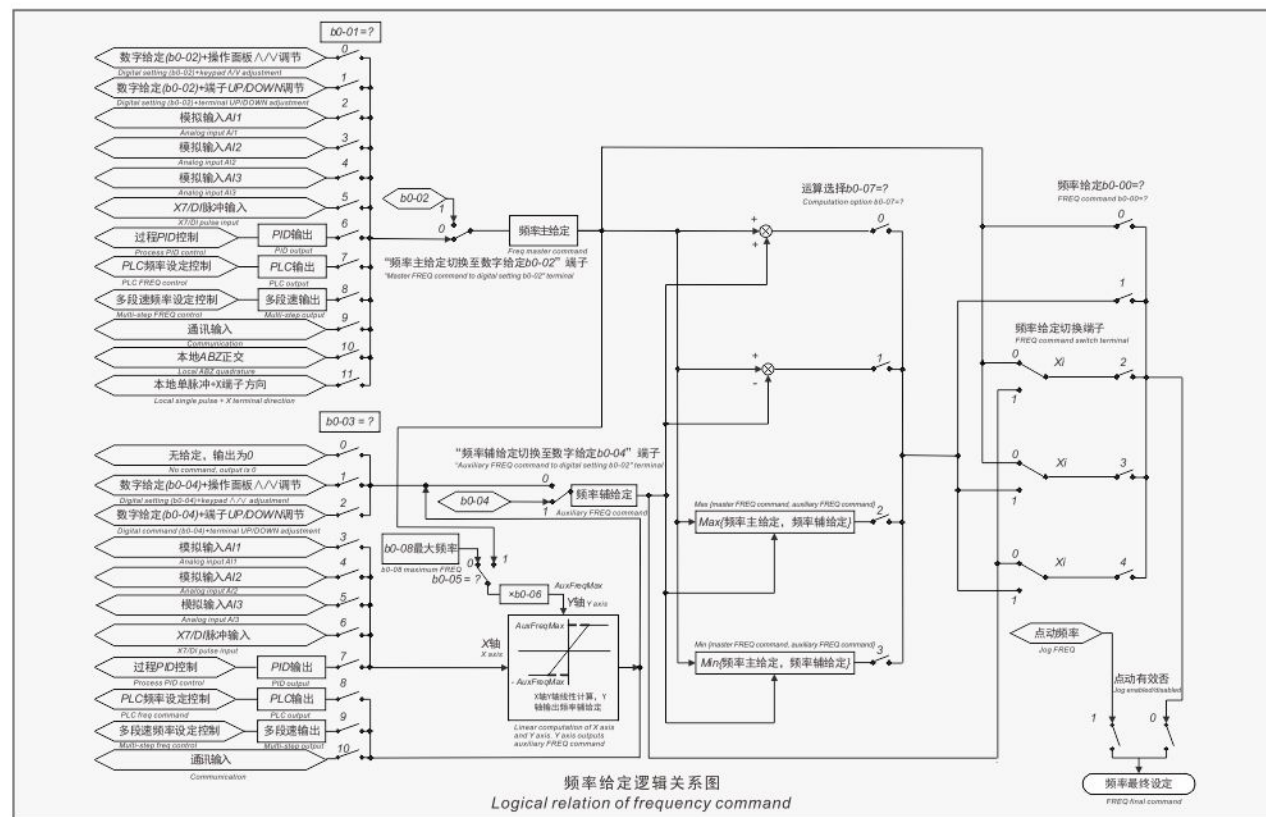 b0-01=?
0
数字给定(b0-02)+操作面板∧/∨调节
Digital setting (b0-02)+keypad ∧/∨ adjustment
1
数字给定(b0-02)+端子UP/DOWN调节
Digital setting (b0-02)+terminal UP/DOWN adjustment
2
模拟输入AI1
Analog input AI1
3
模拟输入AI2
Analog input AI2
4
模拟输入AI3
Analog input AI3
5
X7/DI脉冲输入
X7/DI pulse input
6
过程PID控制
PID输出
Process PID control
PID output
7
PLC频率设定控制
PLC输出
PLC FREQ control
PLC output
8
多段速频率设定控制
多段速输出
Multi-step FREQ control
Multi-step output
9
通讯输入
Communication
10
本地ABZ正交
Local ABZ quadrature
11
本地单脉冲+X端子方向
Local single pulse + X terminal direction
b0-02
1
0
频率主给定
Freq master command
“频率主给定切换至数字给定b0-02”端子
"Master FREQ command to digital setting b0-02" terminal
b0-03 = ?
0
无给定、输出为0
No command, output is 0
1
数字给定(b0-04)+操作面板∧/∨调节
Digital setting (b0-04)+keypad ∧/∨ adjustment
2
数字给定(b0-04)+端子UP/DOWN调节
Digital command (b0-04)+terminal UP/DOWN adjustment
3
模拟输入AI1
Analog input AI1
4
模拟输入AI2
Analog input AI2
5
模拟输入AI3
Analog input AI3
6
X7/DI脉冲输入
X7/DI pulse input
7
过程PID控制
PID输出
Process PID control
PID output
8
PLC频率设定控制
PLC输出
PLC freq command
PLC output
9
多段速频率设定控制
多段速输出
Multi-step freq control
Multi-step output
10
通讯输入
Communication
“频率辅给定切换至数字给定b0-04”端子
"Auxiliary FREQ command to digital setting b0-02" terminal
0
b0-04
1
频率辅给定
Auxiliary FREQ command
b0-08最大频率
b0-08 maximum FREQ
0
1
b0-05 = ?
×b0-06
AuxFreqMax
Y轴 Y axis
X轴
X axis
AuxFreqMax
- AuxFreqMax
X轴Y轴线性计算，Y
轴输出频率辅给定
Linear computation of X axis
and Y axis. Y axis outputs
auxiliary FREQ command
运算选择b0-07=?
Computation option b0-07=?
+
+
0
+
-
1
Max {master FREQ command, auxiliary FREQ command}
Max{频率主给定，频率辅给定}
2
Min {master FREQ command, auxiliary FREQ command}
Min{频率主给定，频率辅给定}
3
频率给定b0-00=?
FREQ command b0-00=?
0
1
频率给定切换端子
FREQ command switch terminal
0
Xi
2
1
0
Xi
3
1
0
Xi
4
1
点动频率
Jog FREQ
点动有效否
Jog enabled/disabled
1
0
频率最终设定
FREQ final command
频率给定逻辑关系图
Logical relation of frequency command